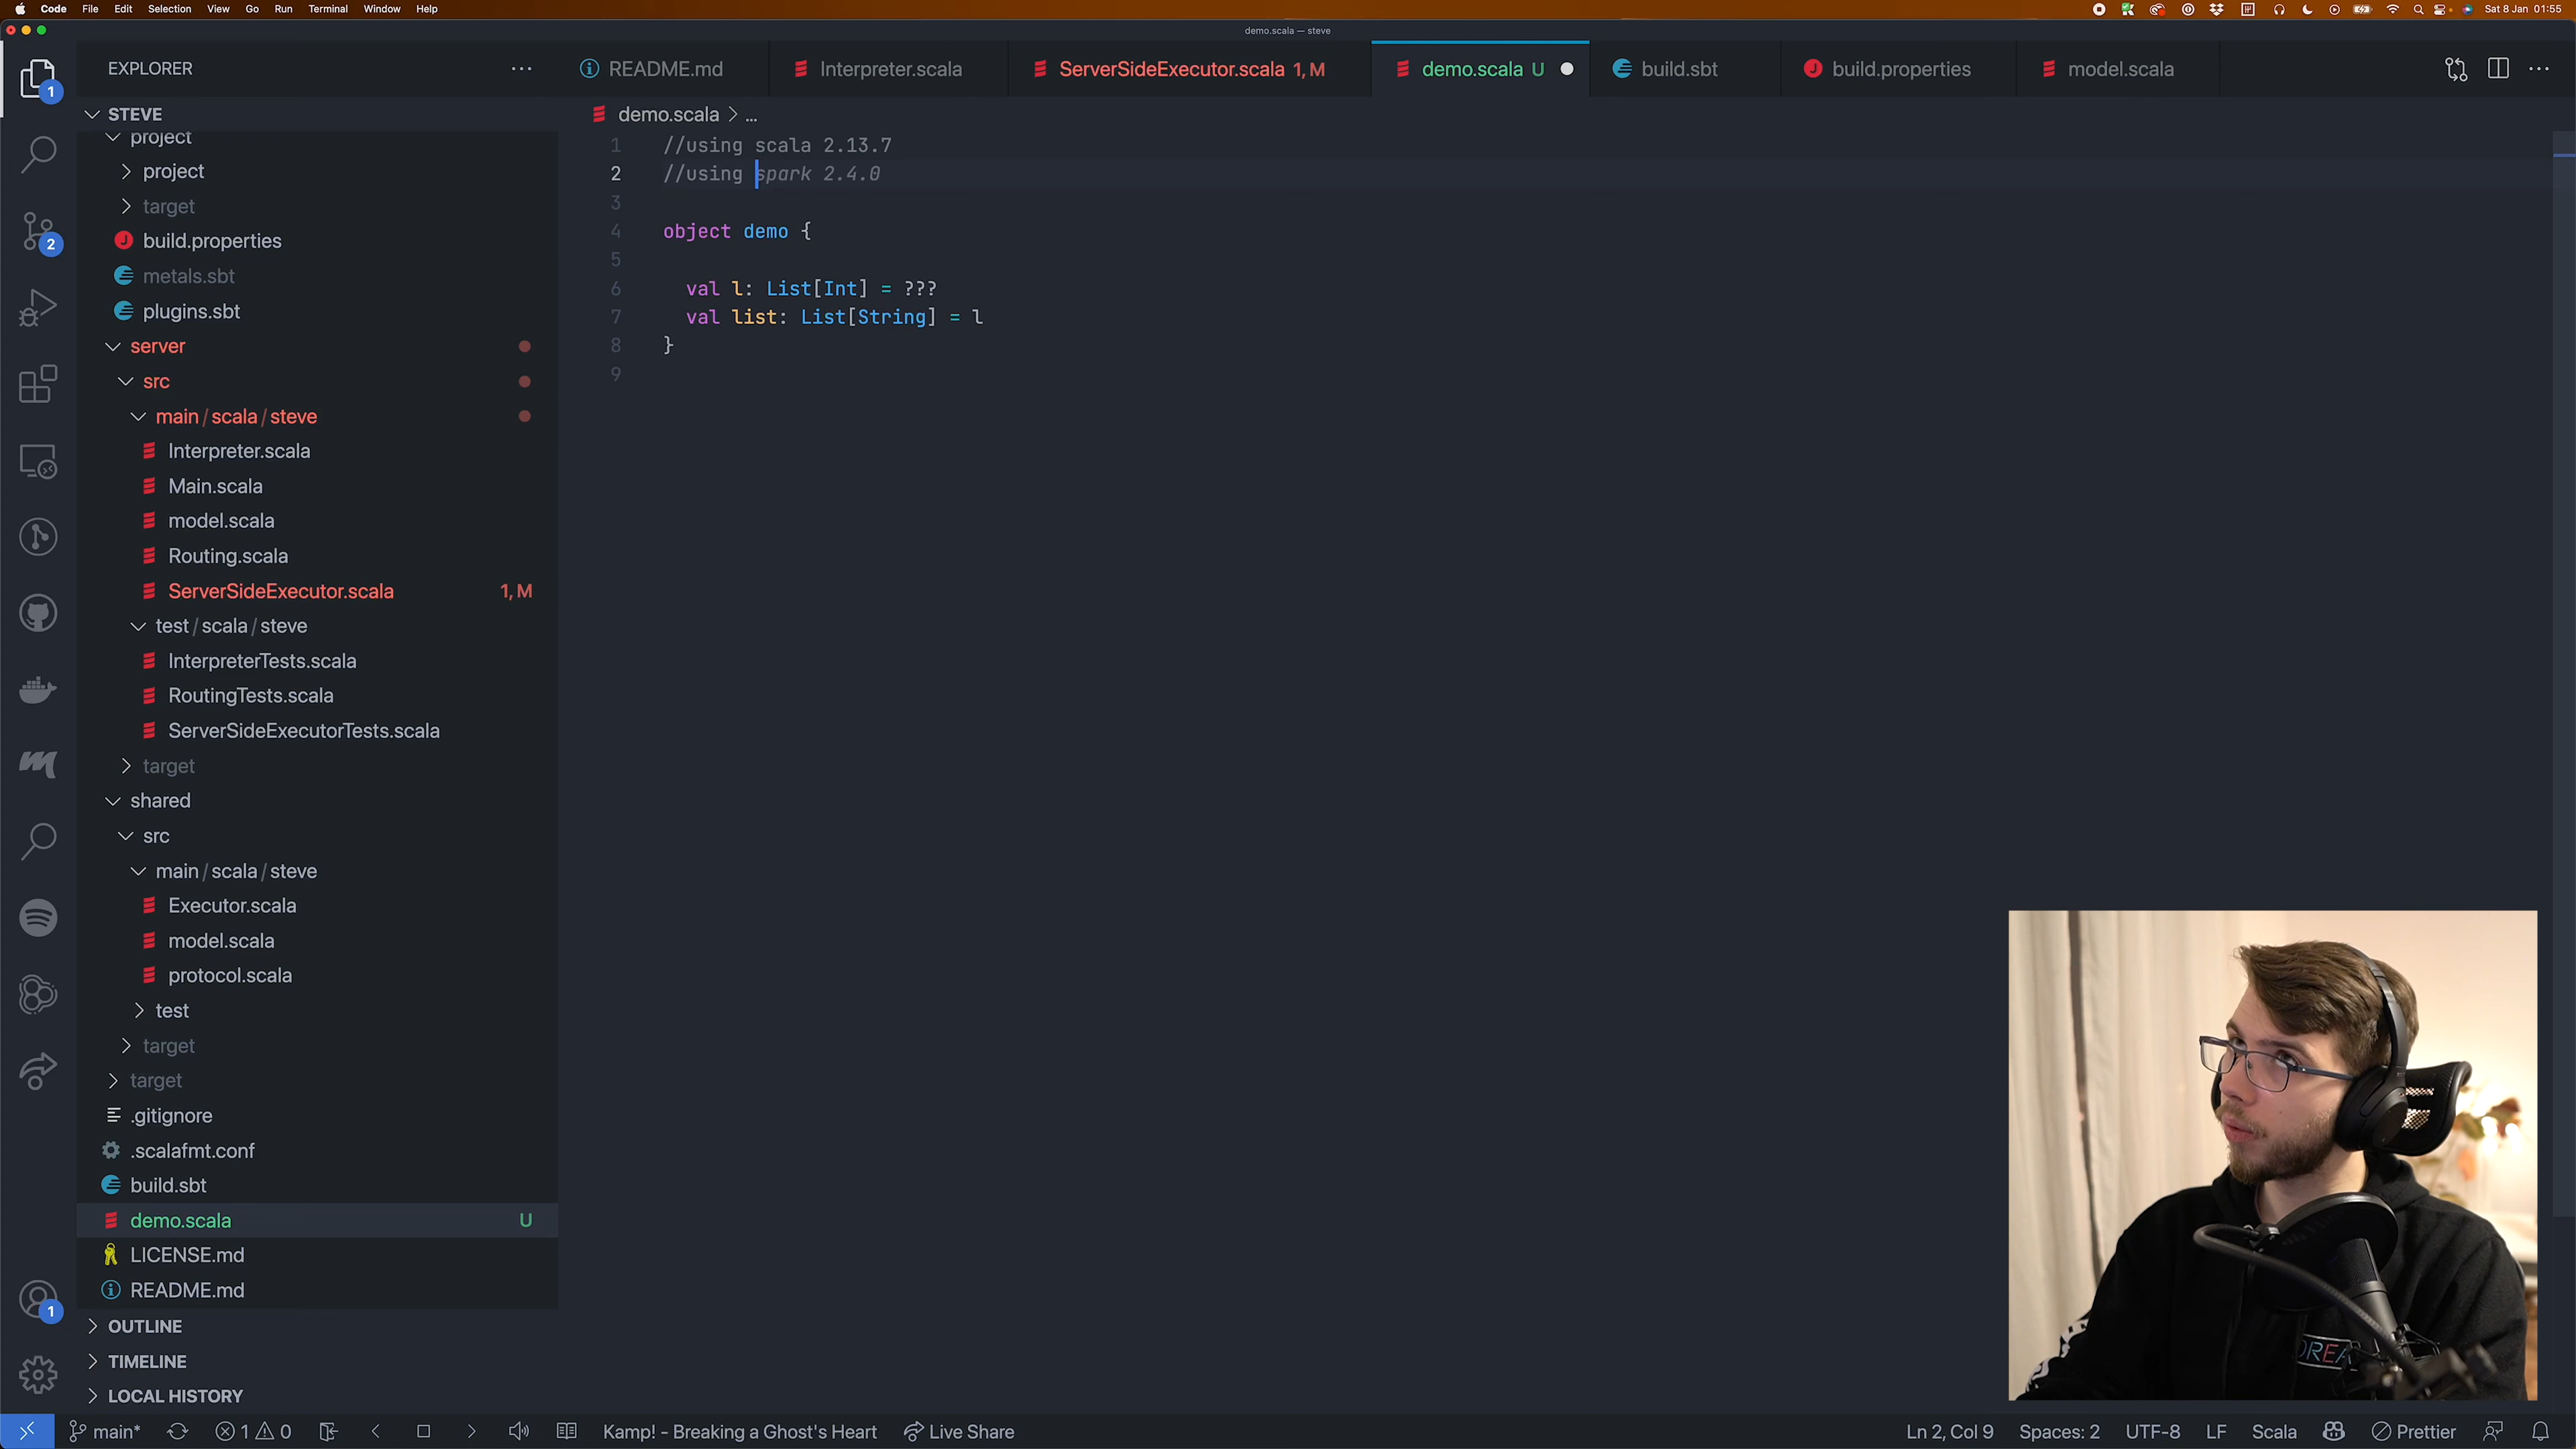 Code File Edit Selection View Go Run Terminal Window Help
Sat 8 Jan 01:55
demo.scala — steve
EXPLORER
README.md
Interpreter.scala
ServerSideExecutor.scala 1, M
demo.scala U
build.sbt
build.properties
model.scala
1
STEVE
project
project
target
build.properties
metals.sbt
plugins.sbt
server
src
main / scala / steve
Interpreter.scala
Main.scala
model.scala
Routing.scala
ServerSideExecutor.scala 1, M
test / scala / steve
InterpreterTests.scala
RoutingTests.scala
ServerSideExecutorTests.scala
target
shared
src
main / scala / steve
Executor.scala
model.scala
protocol.scala
test
target
target
.gitignore
.scalafmt.conf
build.sbt
demo.scala U
LICENSE.md
README.md
OUTLINE
TIMELINE
LOCAL HISTORY
2
1
demo.scala > ...
1 //using scala 2.13.7
2 //using spark 2.4.0
3
4 object demo {
5
6 val l: List[Int] = ???
7 val list: List[String] = l
8 }
9
main* 1 0 Kamp! - Breaking a Ghost's Heart Live Share
Ln 2, Col 9 Spaces: 2 UTF-8 LF Scala Prettier